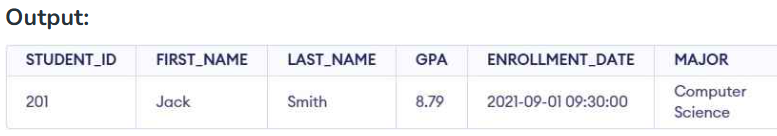 Output:
STUDENT_ID FIRST_NAME LAST_NAME GPA ENROLLMENT_DATE MAJOR
201 Jack Smith 8.79 2021-09-01 09:30:00 Computer
Science